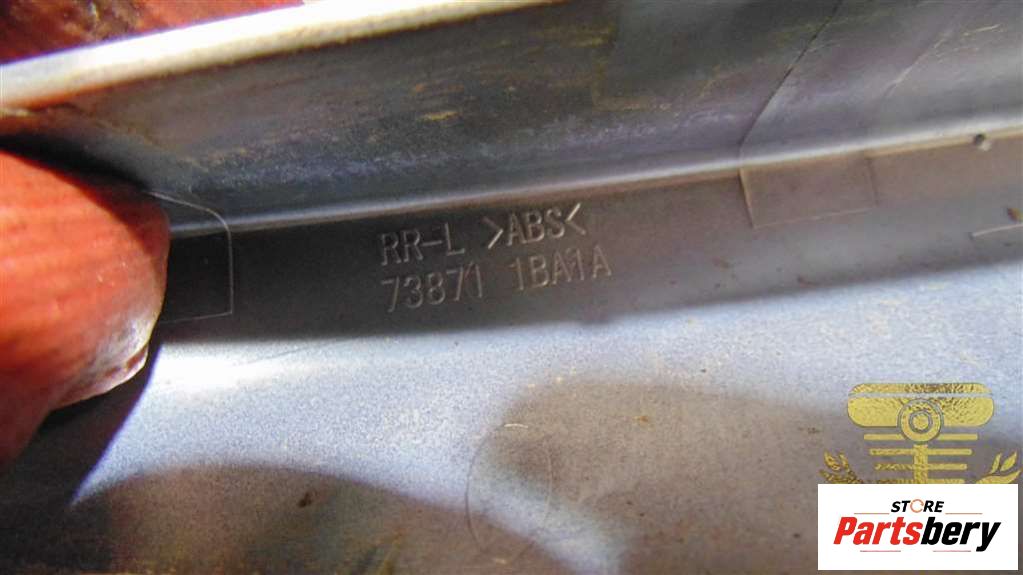 RR-L >ABS<
73871 1BA1A
STORE
Partsbery